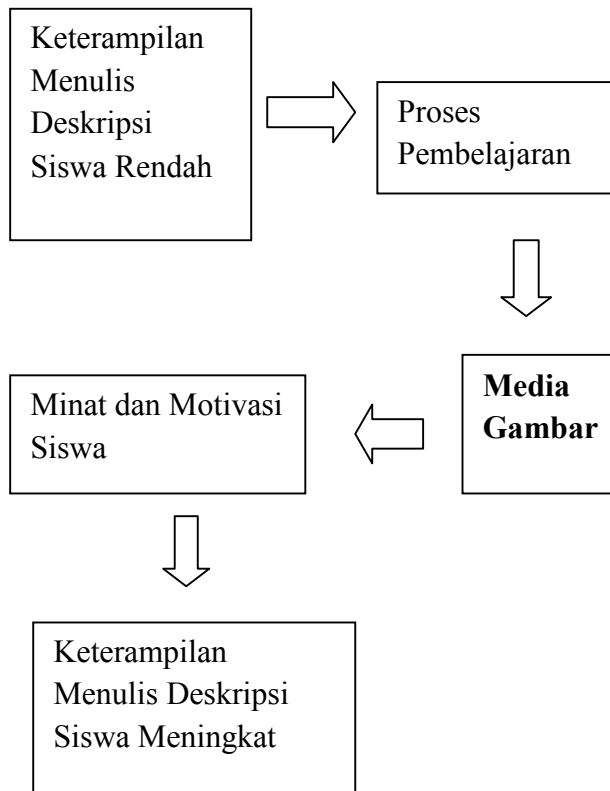 Keterampilan
Menulis
Deskripsi
Siswa Rendah
Proses
Pembelajaran
Media
Gambar
Minat dan Motivasi
Siswa
Keterampilan
Menulis Deskripsi
Siswa Meningkat